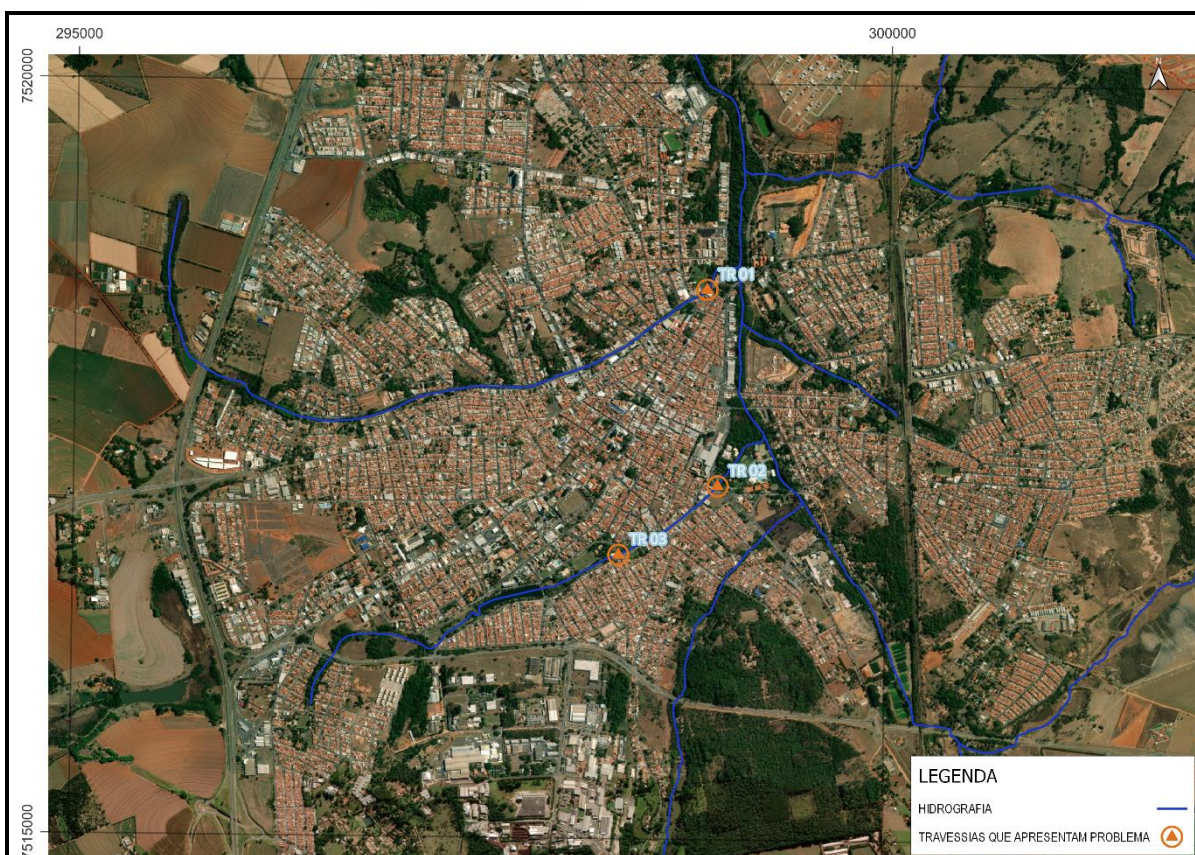 295000
300000
7520000
N
TR 01
TR 02
TR 03
7515000
LEGENDA
HIDROGRAFIA
TRAVESSIAS QUE APRESENTAM PROBLEMA